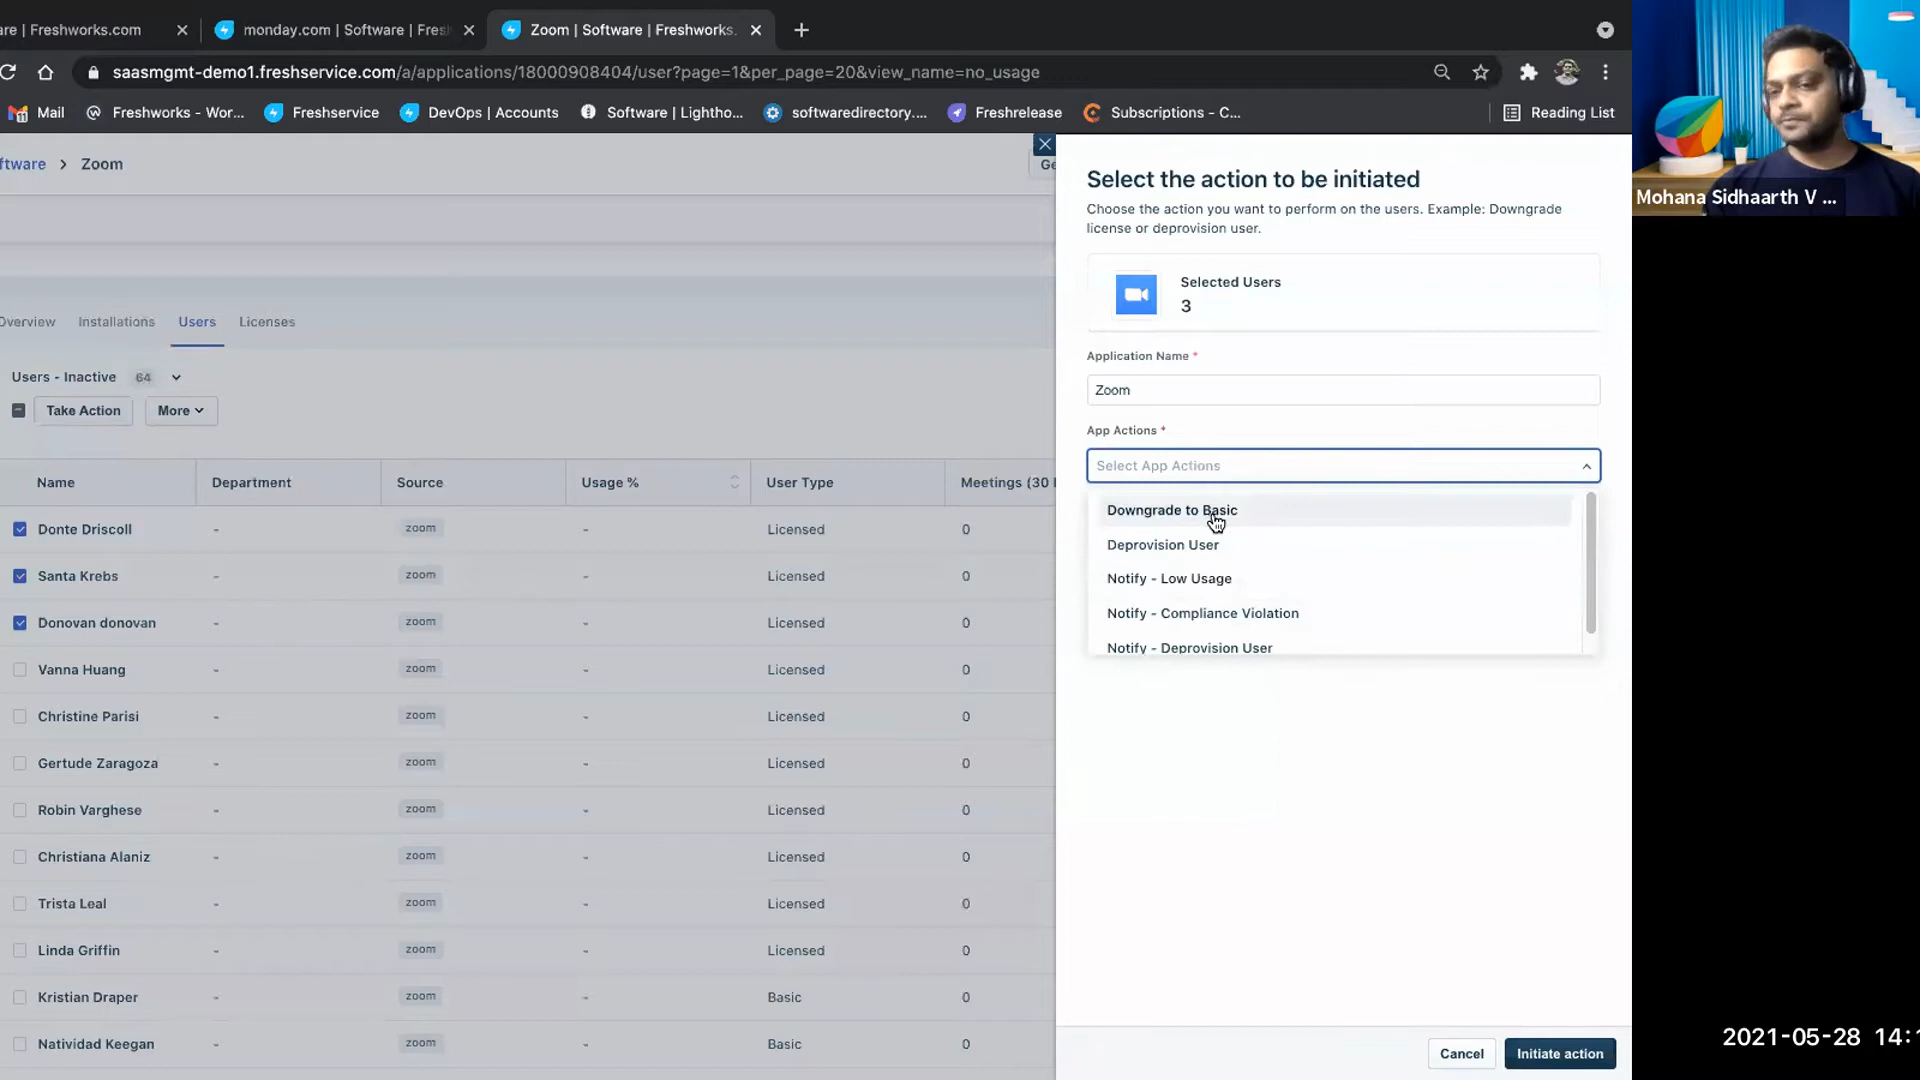 are | Freshworks.com
monday.com | Software | Fres
Zoom | Software | Freshworks.
saasmgmt-demo1.freshservice.com/a/applications/18000908404/user?page=1&per_page=20&view_name=no_usage
Mail
Freshworks - Wor...
Freshservice
DevOps | Accounts
Software | Lightho...
softwaredirectory....
Freshrelease
Subscriptions - C...
Reading List
ftware > Zoom
Ge
Overview
Installations
Users
Licenses
Users - Inactive 64
Take Action
More
Name Department Source Usage % User Type Meetings (30
Donte Driscoll - zoom - Licensed 0
Santa Krebs - zoom - Licensed 0
Donovan donovan - zoom - Licensed 0
Vanna Huang - zoom - Licensed 0
Christine Parisi - zoom - Licensed 0
Gertude Zaragoza - zoom - Licensed 0
Robin Varghese - zoom - Licensed 0
Christiana Alaniz - zoom - Licensed 0
Trista Leal - zoom - Licensed 0
Linda Griffin - zoom - Licensed 0
Kristian Draper - zoom - Basic 0
Natividad Keegan - zoom - Basic 0
Select the action to be initiated
Choose the action you want to perform on the users. Example: Downgrade
license or deprovision user.
Selected Users
3
Application Name *
Zoom
App Actions *
Select App Actions
Downgrade to Basic
Deprovision User
Notify - Low Usage
Notify - Compliance Violation
Notify - Deprovision User
Cancel
Initiate action
Mohana Sidhaarth V ...
2021-05-28 14:1